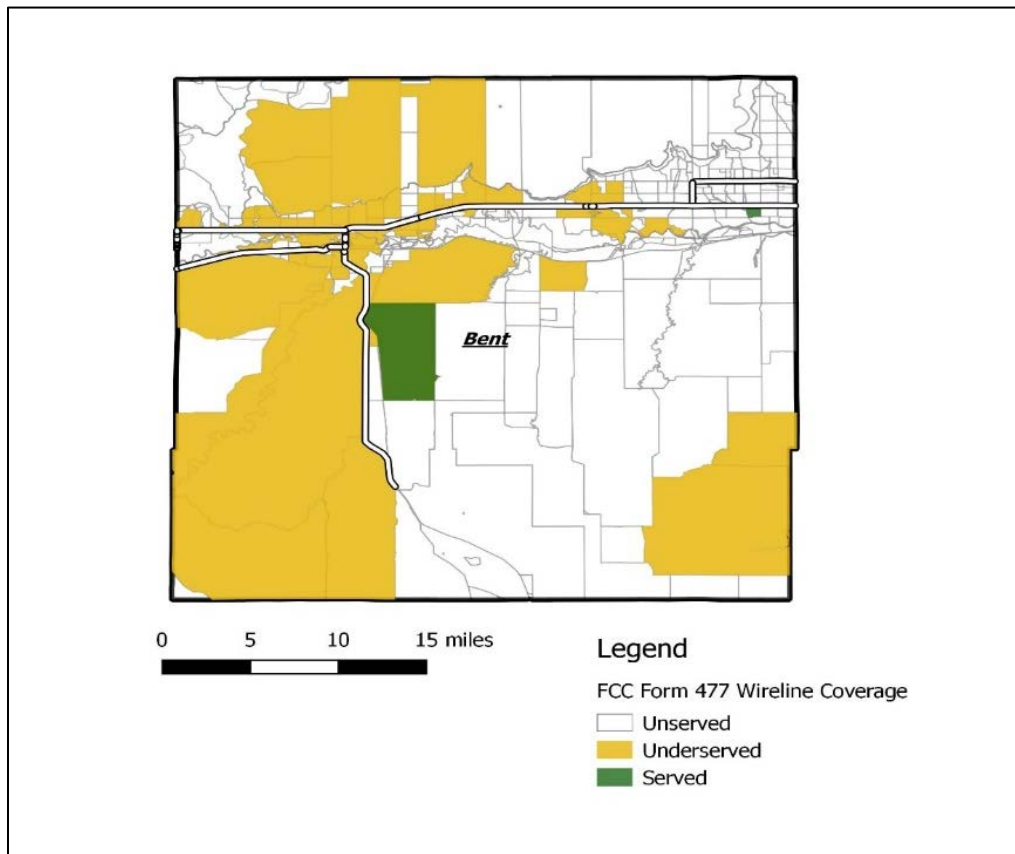 Bent
0 5 10 15 miles
Legend
FCC Form 477 Wireline Coverage
Unserved
Underserved
Served